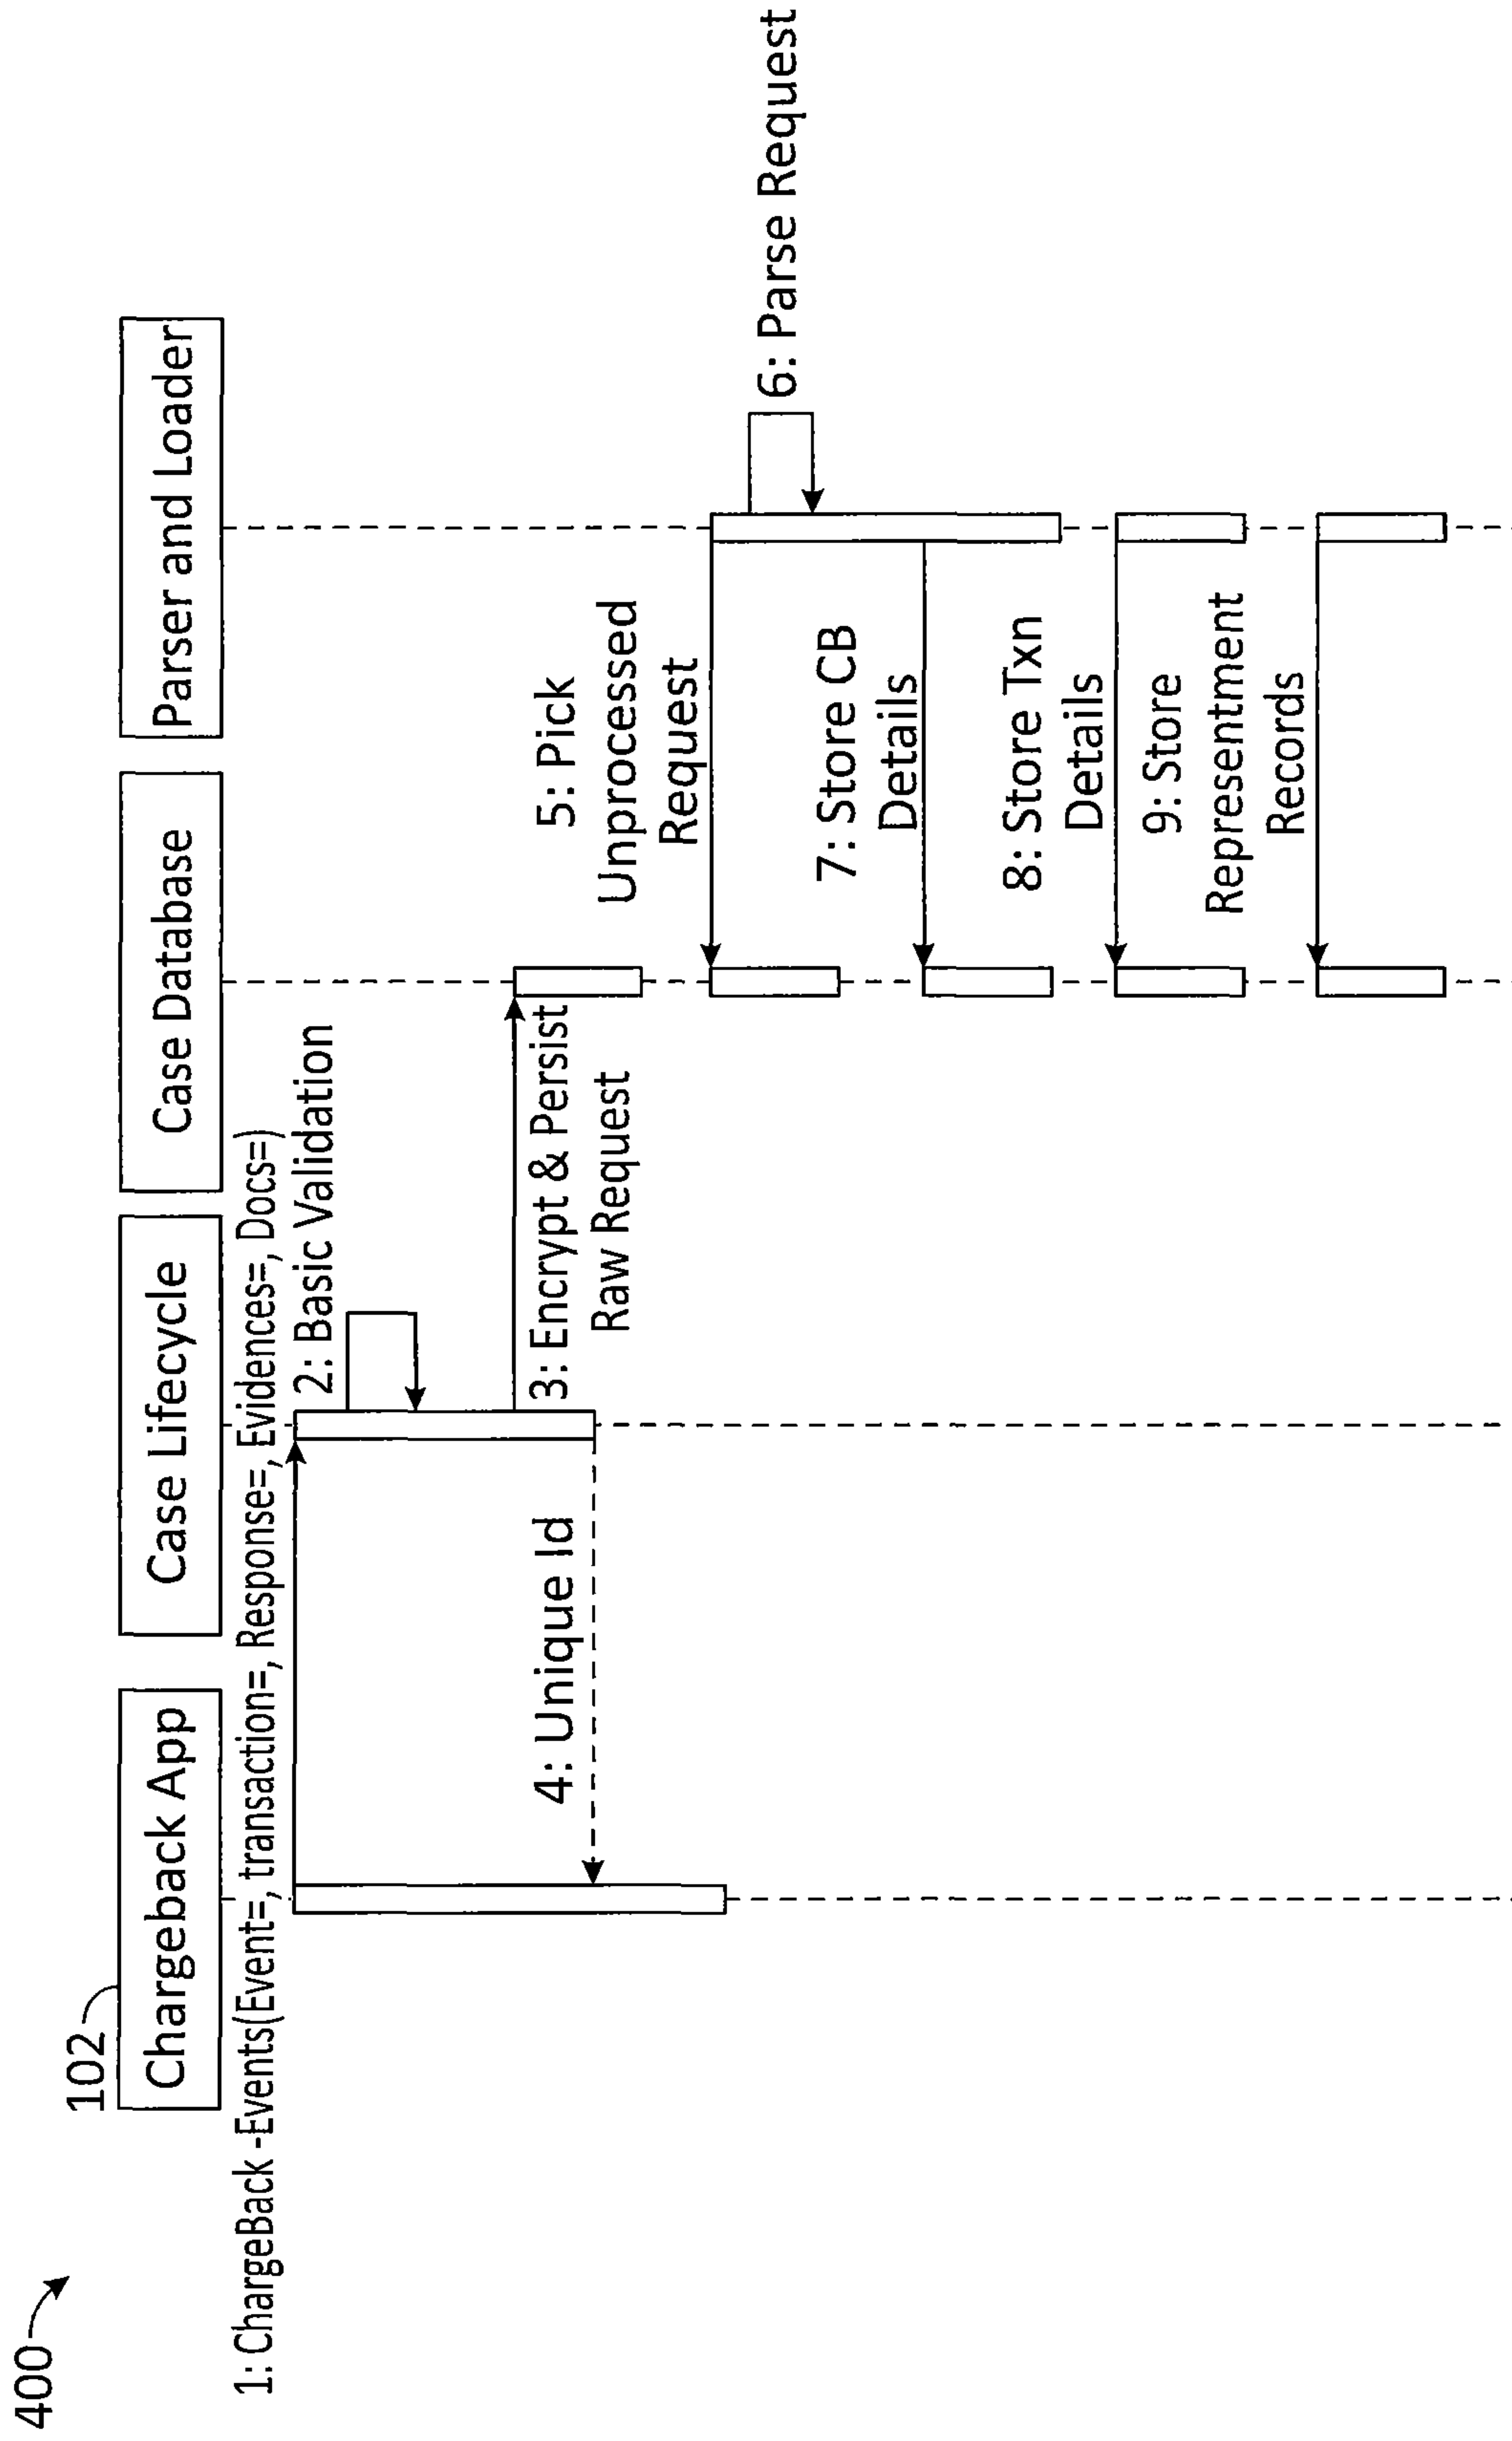 400
102
Chargeback App
Case Lifecycle
Case Database
Parser and Loader
1: ChargeBack -Events(Event=, transaction=, Response=, Evidences=, Docs=)
2: Basic Validation
3: Encrypt & Persist
Raw Request
4: Unique Id
5: Pick
Unprocessed
Request
6: Parse Request
7: Store CB
Details
8: Store Txn
Details
9: Store
Representment
Records